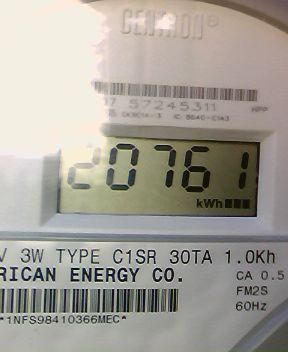 CENTRON®
57245311
20761
kWh
V 3W TYPE C1SR 30TA 1.0Kh
RICAN ENERGY CO.
CA 0.5
FM2S
60Hz
*1NFS98410366MEC*